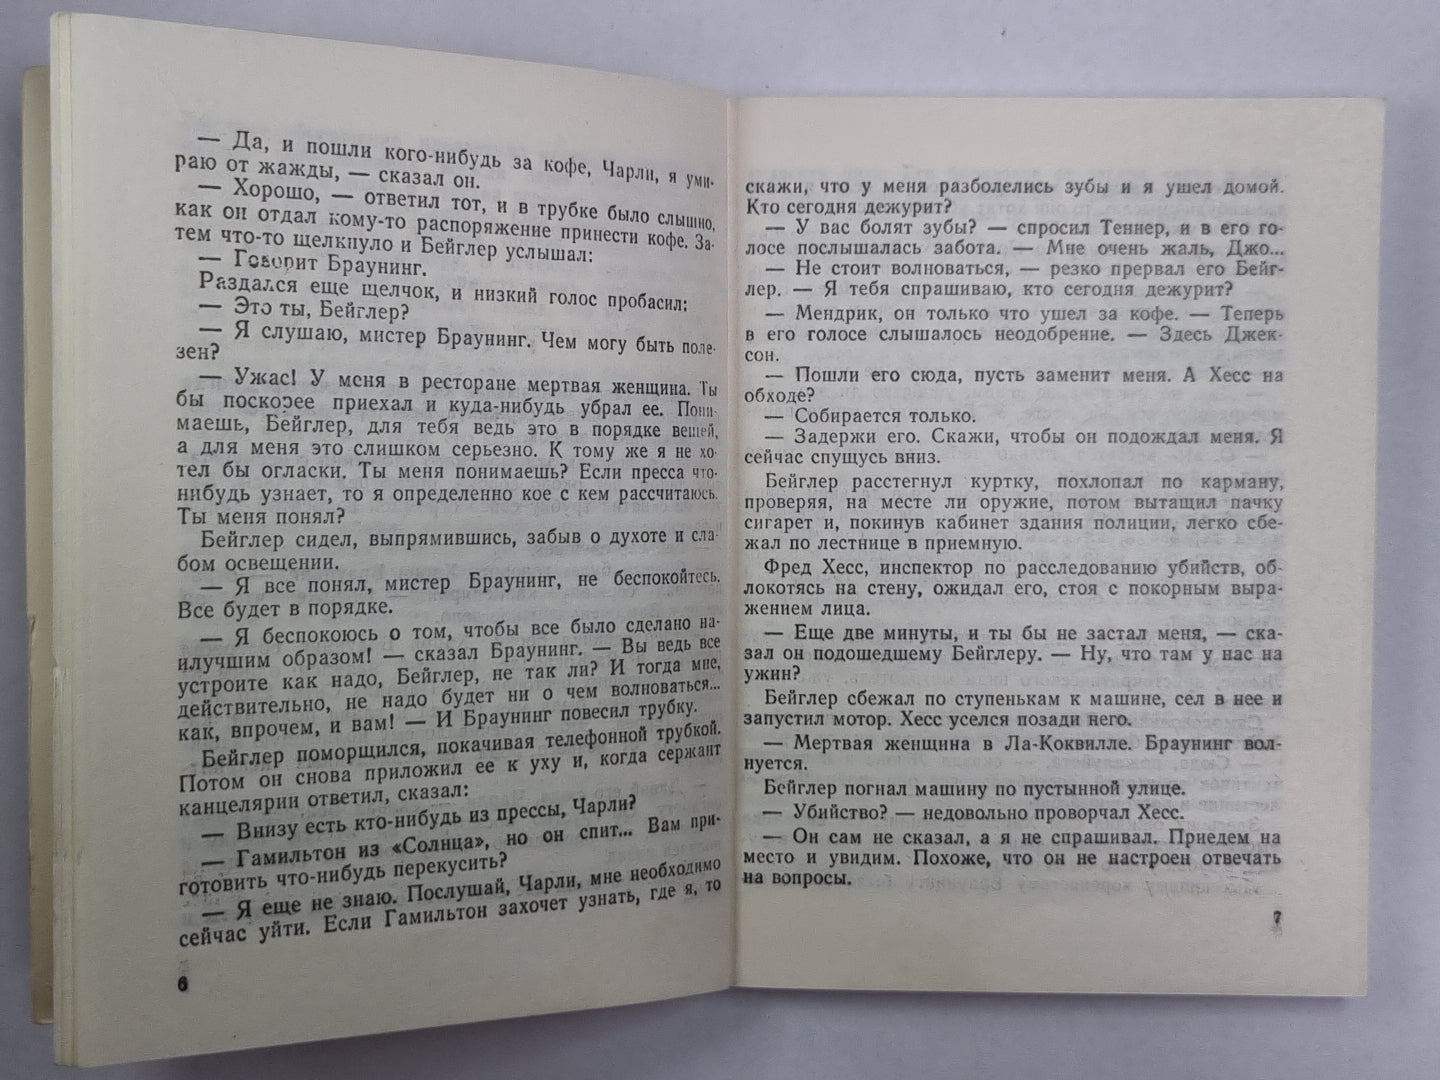 — Да, и пошли кого-нибудь за кофе, Чарли, я уми-
раю от жажды, — сказал он.
— Хорошо, — ответил тот, и в трубке было слышно,
как он отдал кому-то распоряжение принести кофе. За-
тем что-то щелкнуло и Бейглер услышал:
— Говорит Браунинг.
Раздался еще щелчок, и низкий голос пробасил:
— Это ты, Бейглер?
— Я слушаю, мистер Браунинг. Чем могу быть поле-
зен?
— Ужас! У меня в ресторане мертвая женщина. Ты
бы поскорее приехал и куда-нибудь убрал ее. Пони-
маешь, Бейглер, для тебя ведь это в порядке вещей,
а для меня это слишком серьезно. К тому же я не хо-
тел бы огласки. Ты меня понимаешь? Если пресса что-
нибудь узнает, то я определенно кое с кем рассчитаюсь.
Ты меня понял?
Бейглер сидел, выпрямившись, забыв о духоте и сла-
бом освещении.
— Я все понял, мистер Браунинг, не беспокойтесь.
Все будет в порядке.
— Я беспокоюсь о том, чтобы все было сделано на-
илучшим образом! — сказал Браунинг. — Вы ведь все
устроите как надо, Бейглер, не так ли? И тогда мне,
действительно, не надо будет ни о чем волноваться...
как, впрочем, и вам! — И Браунинг повесил трубку.
Бейглер поморщился, покачивая телефонной трубкой.
Потом он снова приложил ее к уху и, когда сержант
канцелярии ответил, сказал:
— Внизу есть кто-нибудь из прессы, Чарли?
— Гамильтон из «Солнца», но он спит... Вам при-
готовить что-нибудь перекусить?
— Я еще не знаю. Послушай, Чарли, мне необходимо
сейчас уйти. Если Гамильтон захочет узнать, где я, то
6
скажи, что у меня разболелись зубы и я ушел домой.
Кто сегодня дежурит?
— У вас болят зубы? — спросил Теннер, и в его го-
лосе послышалась забота. — Мне очень жаль, Джо...
— Не стоит волноваться, — резко прервал его Бейг-
лер. — Я тебя спрашиваю, кто сегодня дежурит?
— Мендрик, он только что ушел за кофе. — Теперь
в его голосе слышалось неодобрение. — Здесь Джек-
сон.
— Пошли его сюда, пусть заменит меня. А Хесс на
обходе?
— Собирается только.
— Задержи его. Скажи, чтобы он подождал меня. Я
сейчас спущусь вниз.
Бейглер расстегнул куртку, похлопал по карману,
проверяя, на месте ли оружие, потом вытащил пачку
сигарет и, покинув кабинет здания полиции, легко сбе-
жал по лестнице в приемную.
Фред Хесс, инспектор по расследованию убийств, об-
локотясь на стену, ожидал его, стоя с покорным выра-
жением лица.
— Еще две минуты, и ты бы не застал меня, — ска-
зал он подошедшему Бейглеру. — Ну, что там у нас на
ужин?
Бейглер сбежал по ступенькам к машине, сел в нее и
запустил мотор. Хесс уселся позади него.
— Мертвая женщина в Ла-Коквилле. Браунинг вол-
нуется.
Бейглер погнал машину по пустынной улице.
— Убийство? — недовольно проворчал Хесс.
— Он сам не сказал, а я не спрашивал. Приедем на
место и увидим. Похоже, что он не настроен отвечать
на вопросы.
7